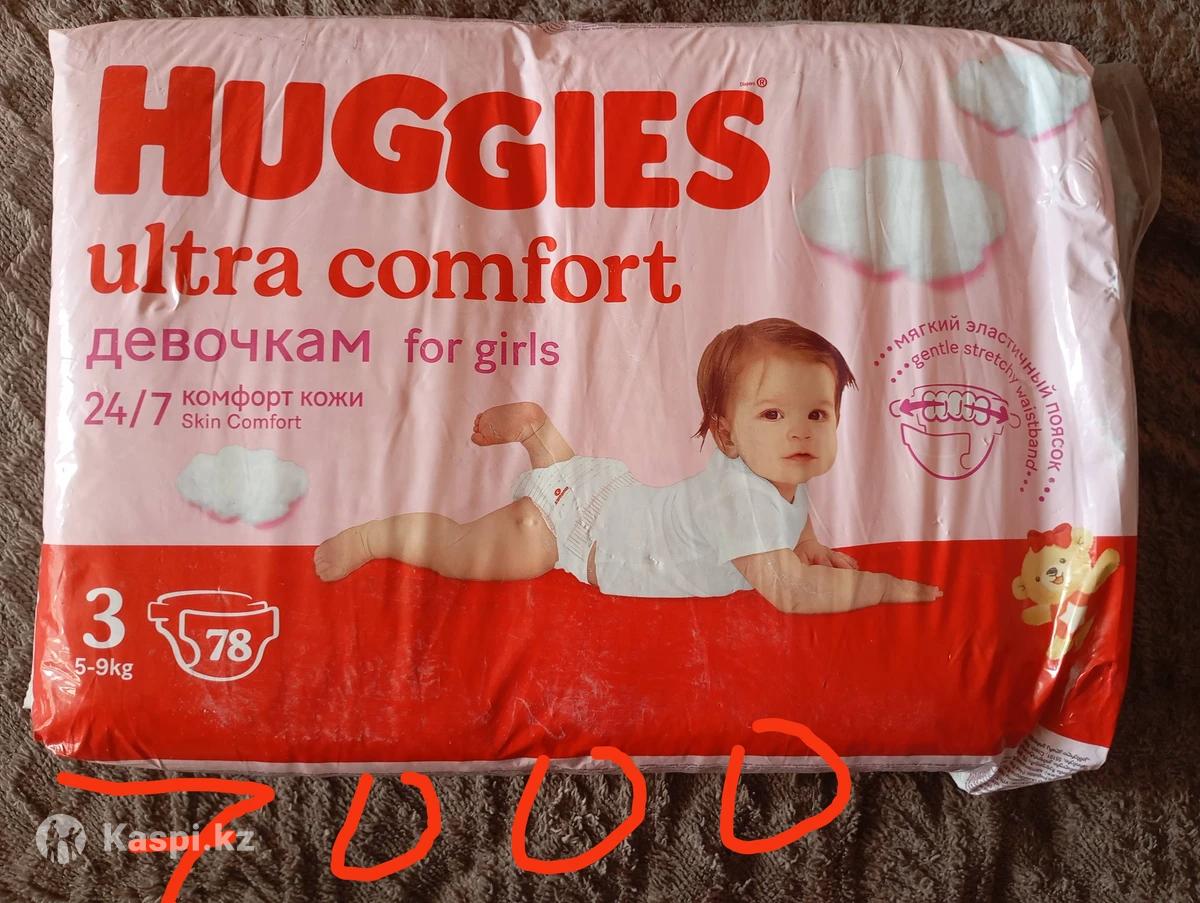 HUGGIES
ultra comfort
девочкам for girls
24/7 комфорт кожи
Skin Comfort
мягкий эластичный поясок
gentle stretchy waistband
3
5-9kg
78
7000
Kaspi.kz